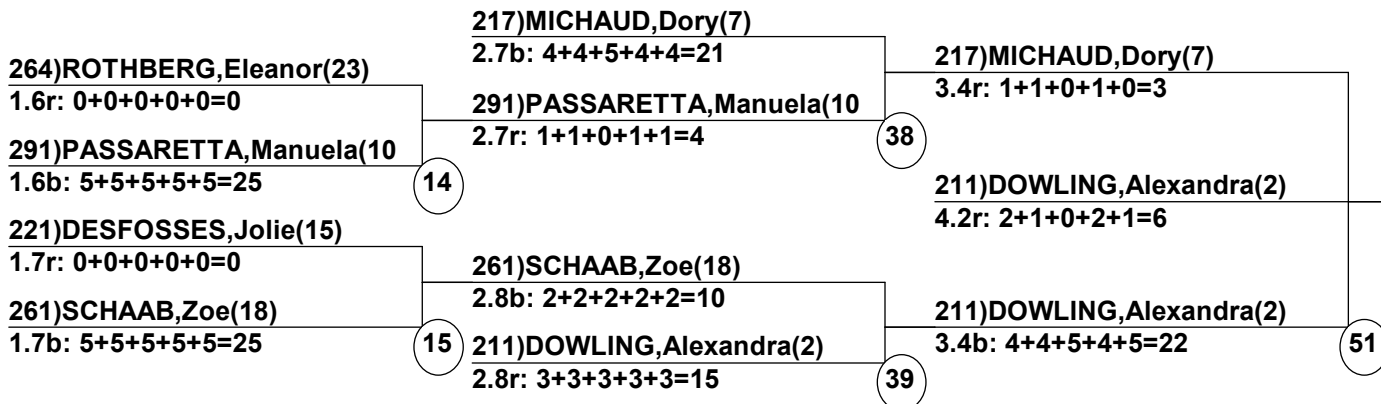 264)ROTHBERG,Eleanor(23)
1.6r: 0+0+0+0+0=0
291)PASSARETTA,Manuela(10
1.6b: 5+5+5+5+5=25
14
221)DESFOSSES,Jolie(15)
1.7r: 0+0+0+0+0=0
261)SCHAAB,Zoe(18)
1.7b: 5+5+5+5+5=25
15
217)MICHAUD,Dory(7)
2.7b: 4+4+5+4+4=21
291)PASSARETTA,Manuela(10
2.7r: 1+1+0+1+1=4
38
261)SCHAAB,Zoe(18)
2.8b: 2+2+2+2+2=10
211)DOWLING,Alexandra(2)
2.8r: 3+3+3+3+3=15
39
217)MICHAUD,Dory(7)
3.4r: 1+1+0+1+0=3
211)DOWLING,Alexandra(2)
4.2r: 2+1+0+2+1=6
211)DOWLING,Alexandra(2)
3.4b: 4+4+5+4+5=22
51